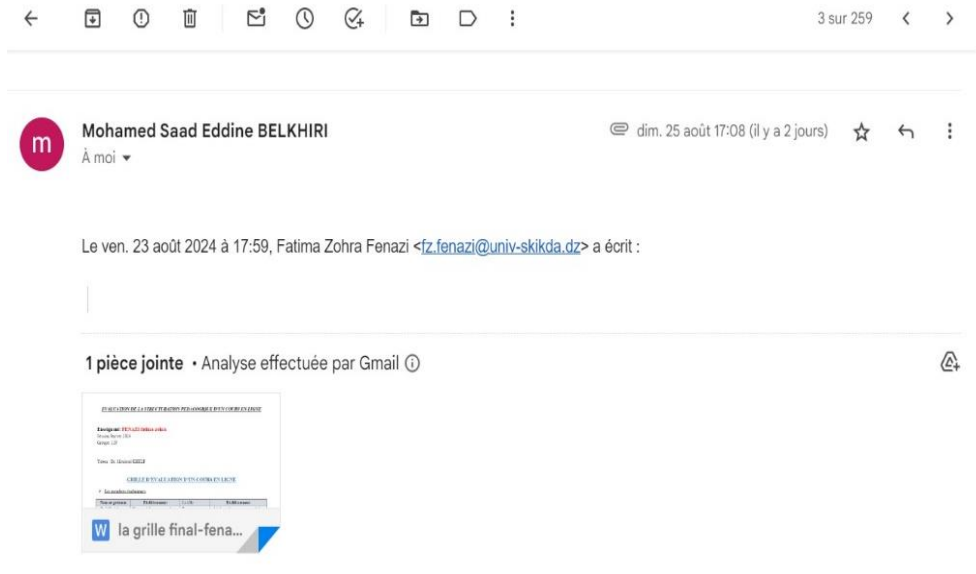 3 sur 259
m
Mohamed Saad Eddine BELKHIRI
dim. 25 août 17:08 (il y a 2 jours)
À moi
Le ven. 23 août 2024 à 17:59, Fatima Zohra Fenazi <fz.fenazi@univ-skikda.dz> a écrit :
1 pièce jointe • Analyse effectuée par Gmail
EVALUATION DE LA STRUCTURATION PEDAGOGIQUE D'UN COURS EN LIGNE
Enseignant: FENAZI
GRILLE D'EVALUATION D'UN COURS EN LIGNE
W la grille final-fena...